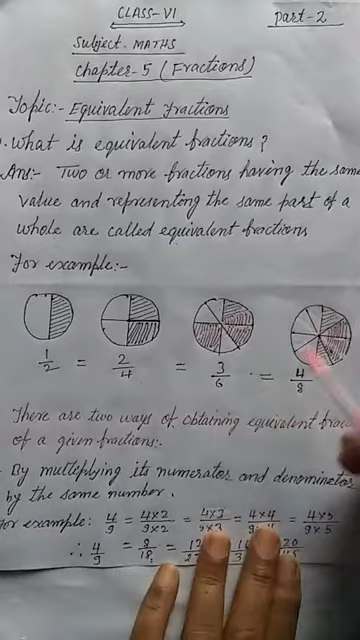 CLASS-VI
Part-2
Subject- MATHS
Chapter-5 (Fractions)
Topic:- Equivalent Fractions
. What is equivalent fractions?
Ans:- Two or more fractions having the same
value and representing the same part of a
whole are called equivalent fractions
For example:-
1/2 = 2/4 = 3/6 = 4/8
There are two ways of obtaining equivalent frac
of a given fractions:-
By multiplying its numerator and denominator
by the same number.
For example: 4/9 = 4×2/9×2 = 4×3/9×3 = 4×4/9×4 = 4×5/9×5
∴ 4/9 = 8/18 =